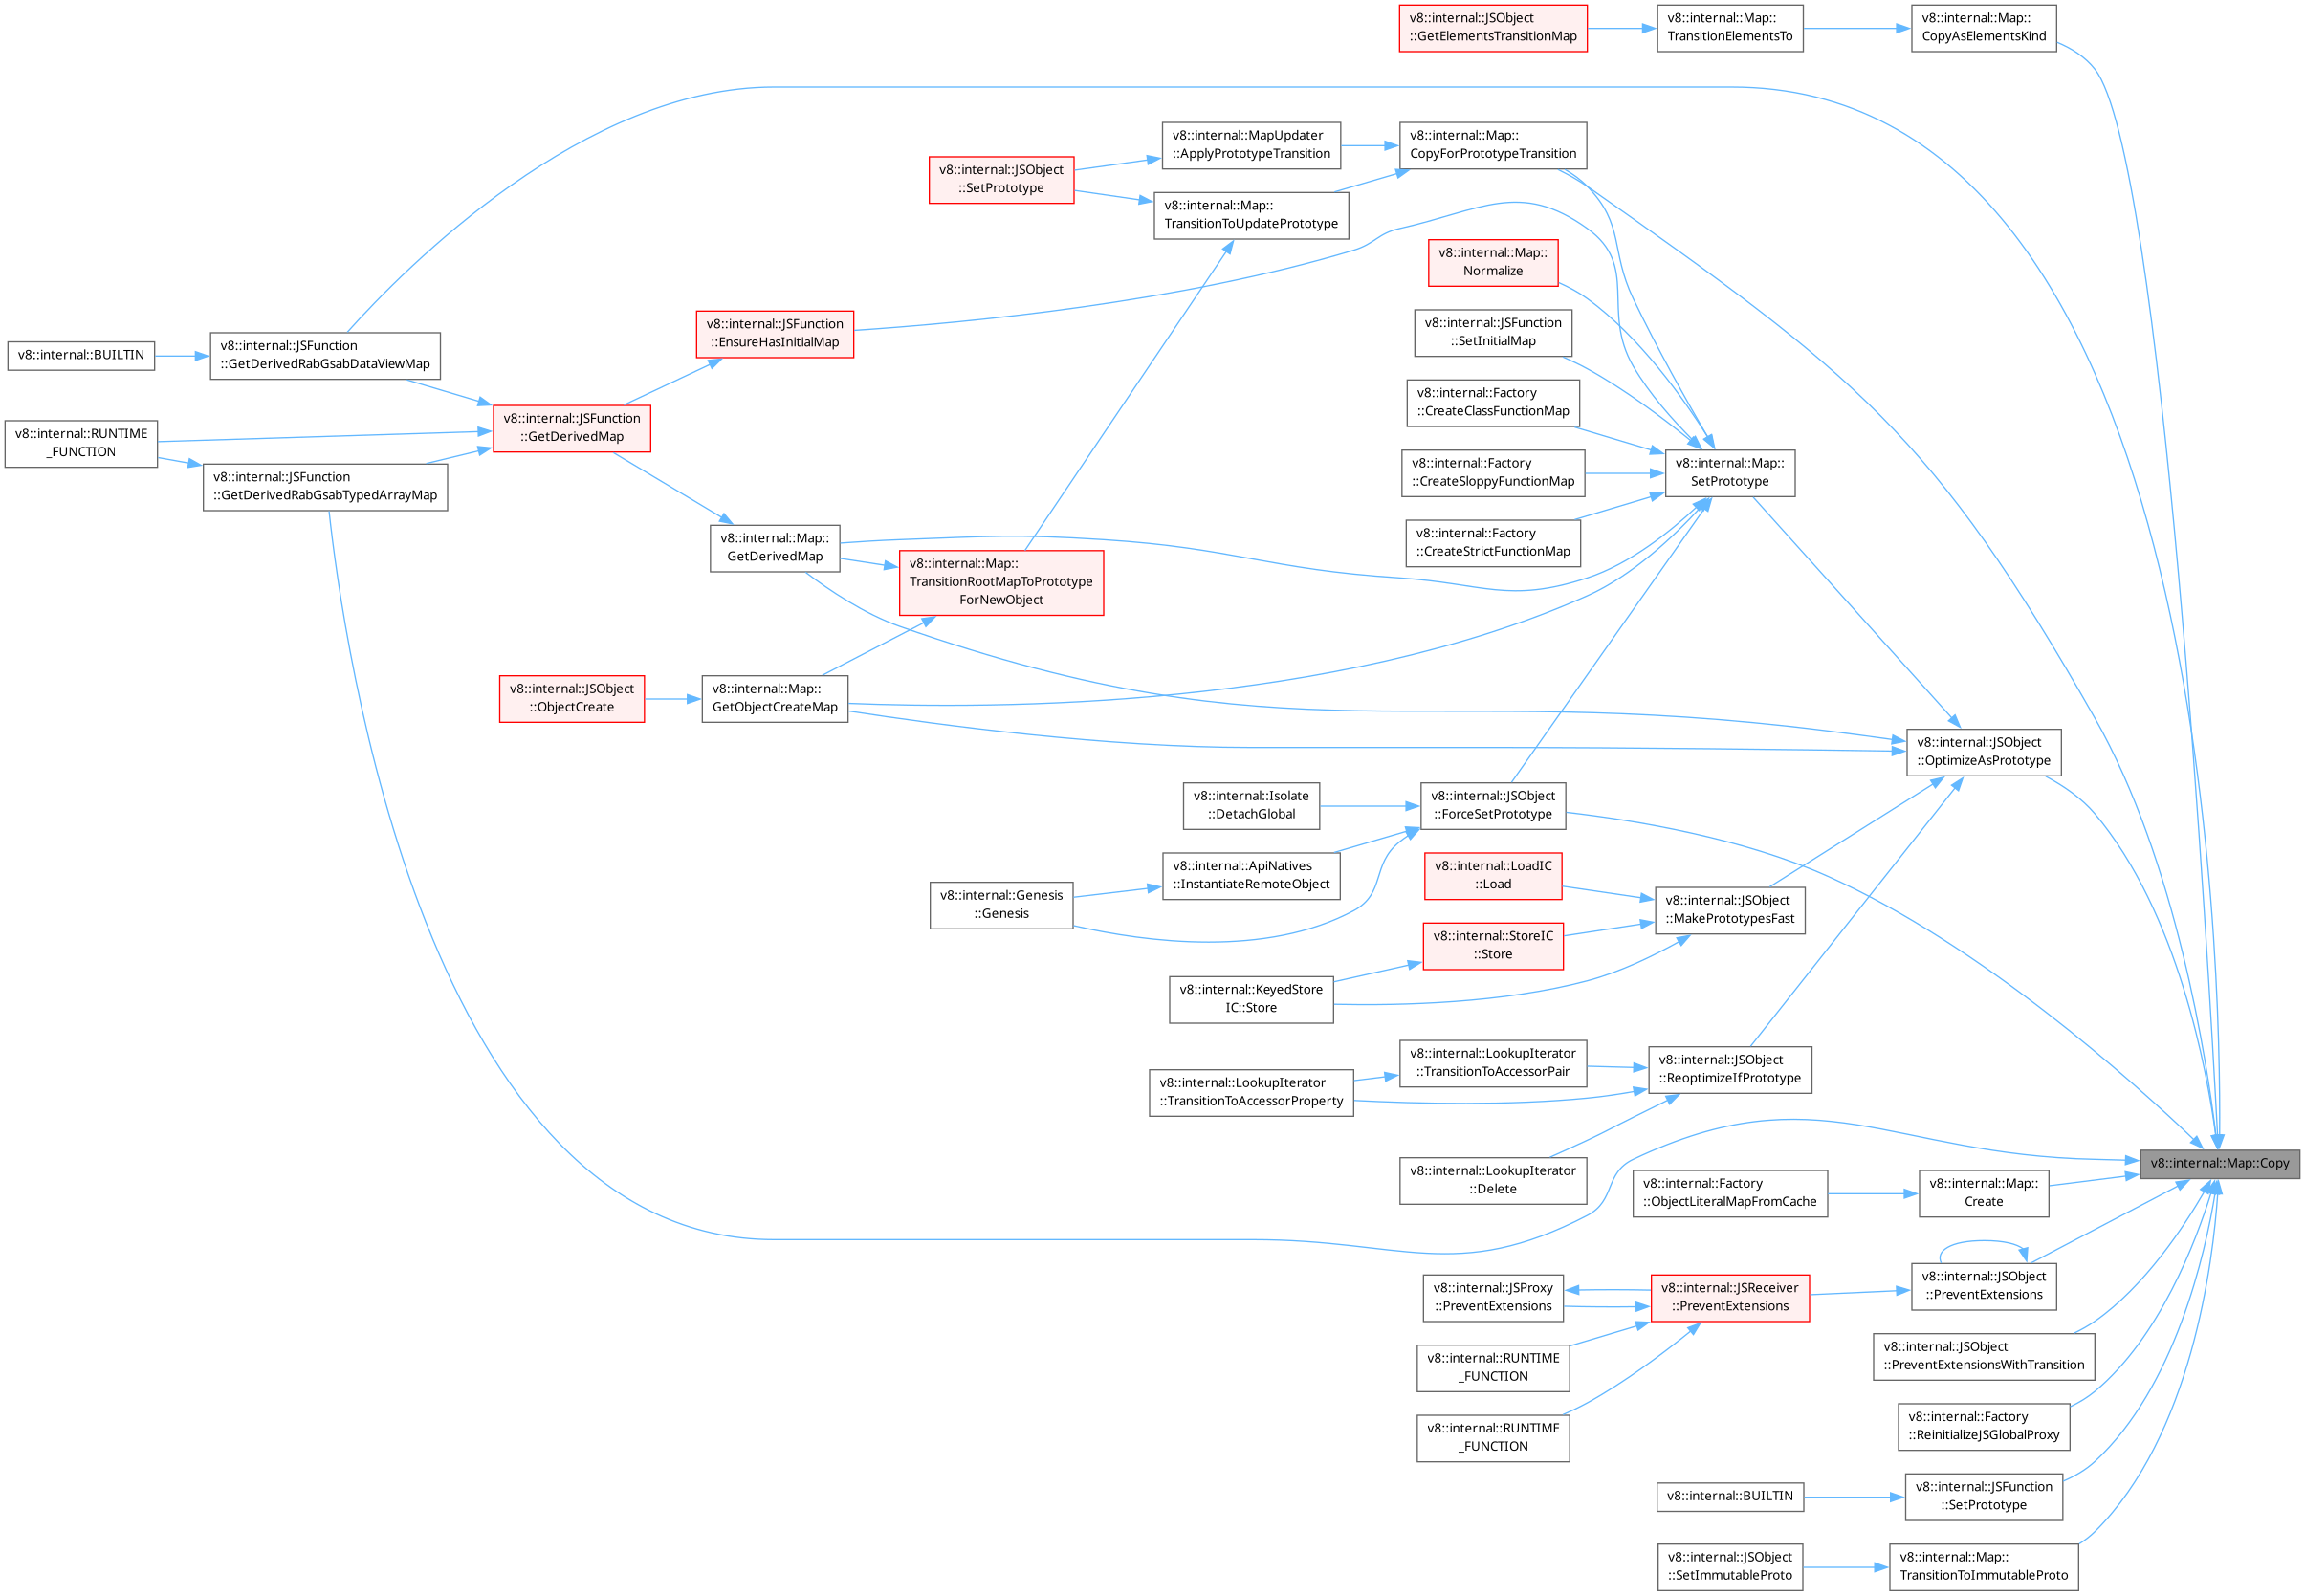 v8::internal::JSObject
::GetElementsTransitionMap
v8::internal::Map::
TransitionElementsTo
v8::internal::Map::
CopyAsElementsKind
v8::internal::MapUpdater
::ApplyPrototypeTransition
v8::internal::Map::
CopyForPrototypeTransition
v8::internal::JSObject
::SetPrototype
v8::internal::Map::
TransitionToUpdatePrototype
v8::internal::Map::
Normalize
v8::internal::JSFunction
::EnsureHasInitialMap
v8::internal::JSFunction
::SetInitialMap
v8::internal::BUILTIN
v8::internal::JSFunction
::GetDerivedRabGsabDataViewMap
v8::internal::Factory
::CreateClassFunctionMap
v8::internal::JSFunction
::GetDerivedMap
v8::internal::RUNTIME
_FUNCTION
v8::internal::JSFunction
::GetDerivedRabGsabTypedArrayMap
v8::internal::Factory
::CreateSloppyFunctionMap
v8::internal::Map::
SetPrototype
v8::internal::Map::
GetDerivedMap
v8::internal::Factory
::CreateStrictFunctionMap
v8::internal::Map::
TransitionRootMapToPrototype
ForNewObject
v8::internal::JSObject
::ObjectCreate
v8::internal::Map::
GetObjectCreateMap
v8::internal::JSObject
::OptimizeAsPrototype
v8::internal::Isolate
::DetachGlobal
v8::internal::JSObject
::ForceSetPrototype
v8::internal::ApiNatives
::InstantiateRemoteObject
v8::internal::LoadIC
::Load
v8::internal::Genesis
::Genesis
v8::internal::JSObject
::MakePrototypesFast
v8::internal::StoreIC
::Store
v8::internal::KeyedStore
IC::Store
v8::internal::LookupIterator
::TransitionToAccessorPair
v8::internal::JSObject
::ReoptimizeIfPrototype
v8::internal::LookupIterator
::TransitionToAccessorProperty
v8::internal::Map::Copy
v8::internal::LookupIterator
::Delete
v8::internal::Factory
::ObjectLiteralMapFromCache
v8::internal::Map::
Create
v8::internal::JSProxy
::PreventExtensions
v8::internal::JSReceiver
::PreventExtensions
v8::internal::JSObject
::PreventExtensions
v8::internal::RUNTIME
_FUNCTION
v8::internal::JSObject
::PreventExtensionsWithTransition
v8::internal::RUNTIME
_FUNCTION
v8::internal::Factory
::ReinitializeJSGlobalProxy
v8::internal::BUILTIN
v8::internal::JSFunction
::SetPrototype
v8::internal::JSObject
::SetImmutableProto
v8::internal::Map::
TransitionToImmutableProto